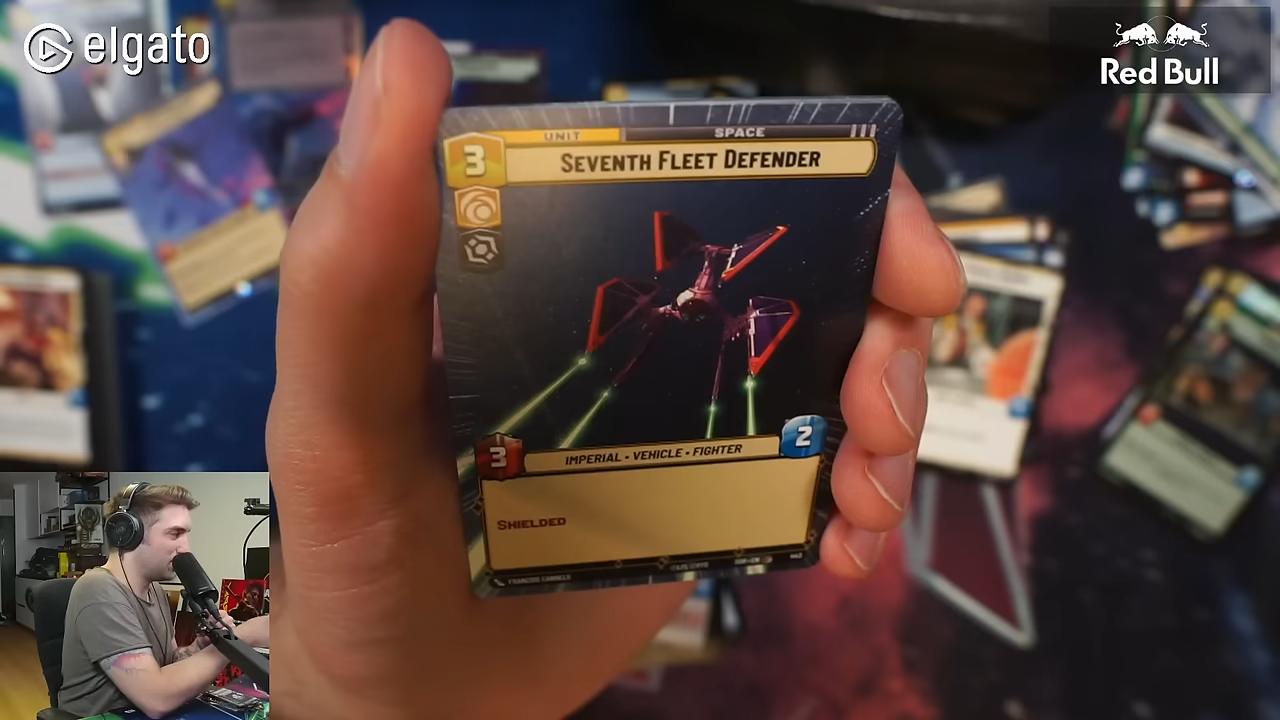 elgato
Red Bull
UNIT
SPACE
3
SEVENTH FLEET DEFENDER
3
IMPERIAL • VEHICLE • FIGHTER
2
SHIELDED